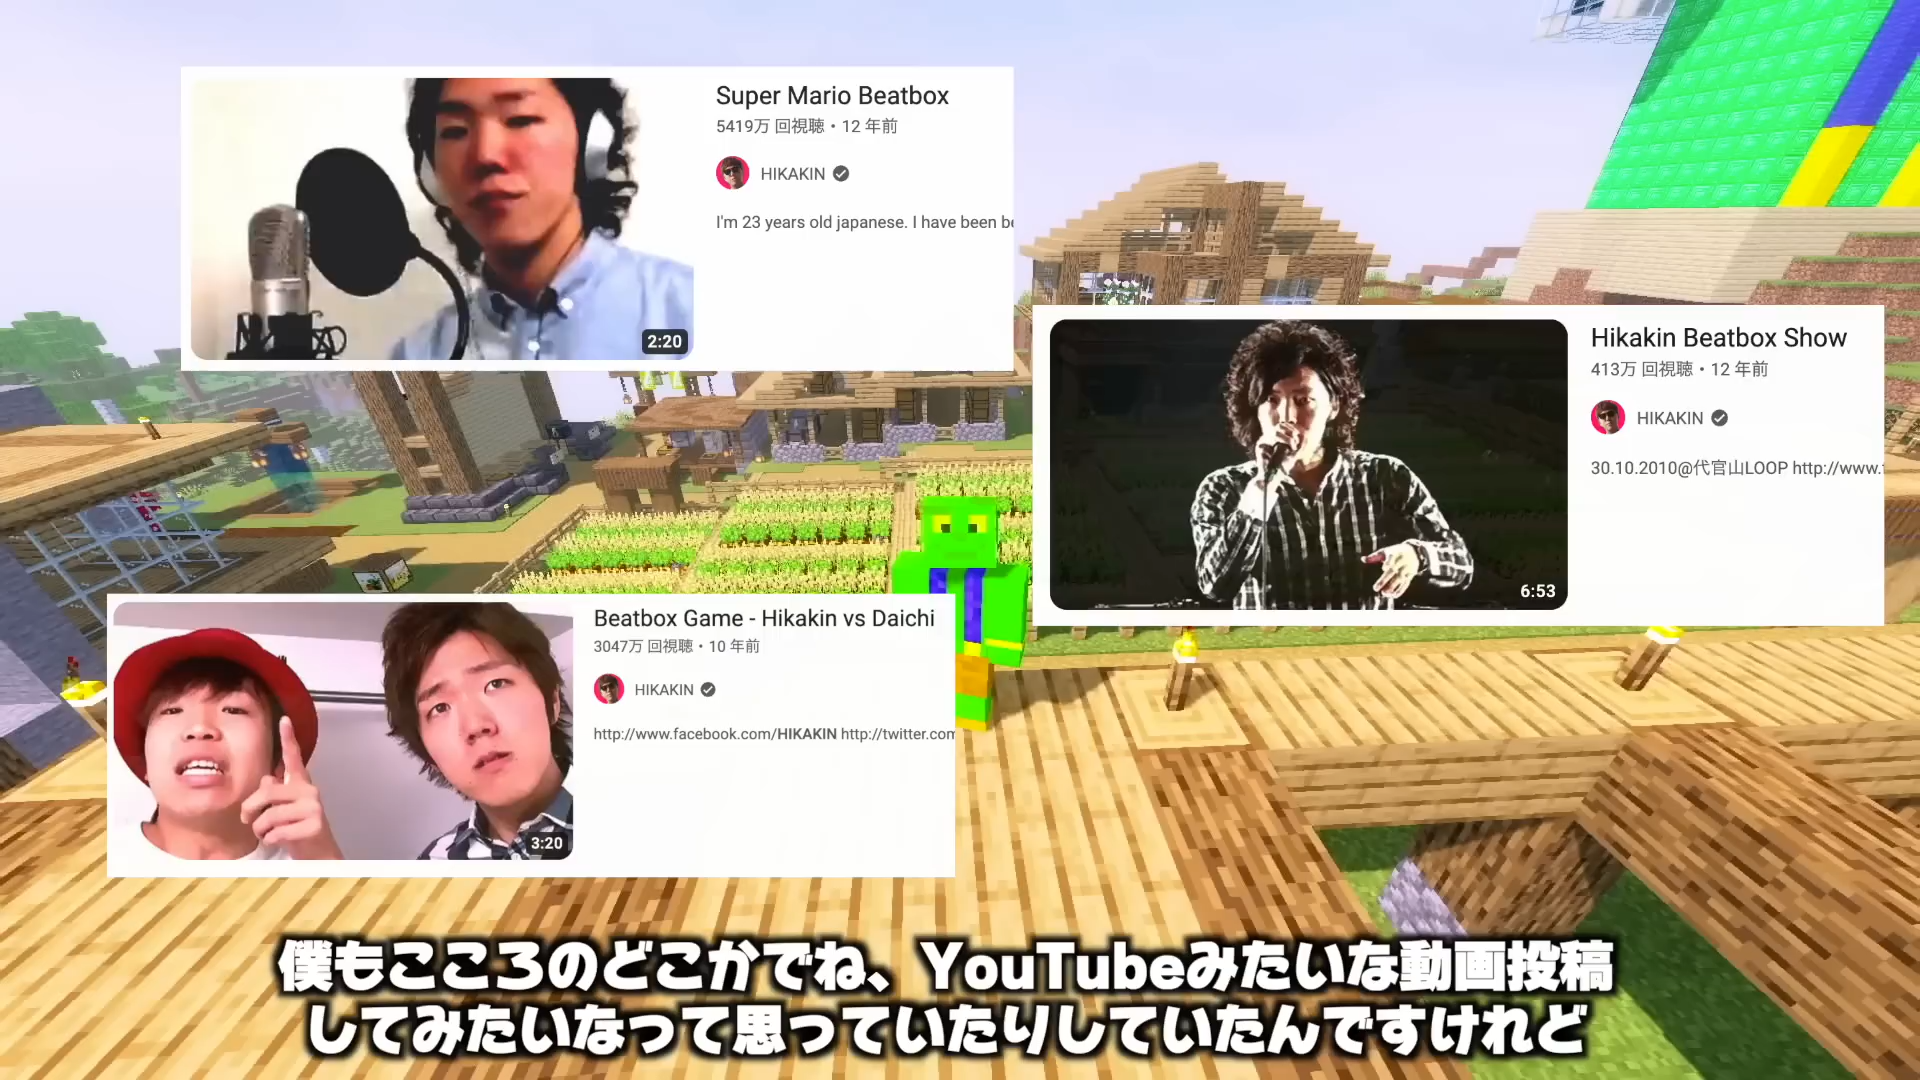 Super Mario Beatbox
5419万 回視聴・12 年前
HIKAKIN
I'm 23 years old japanese. I have been be
2:20
Hikakin Beatbox Show
413万 回視聴・12 年前
HIKAKIN
30.10.2010@代官山LOOP http://www.
6:53
Beatbox Game - Hikakin vs Daichi
3047万 回視聴・10 年前
HIKAKIN
http://www.facebook.com/HIKAKIN http://twitter.com
3:20
僕もこころのどこかでね、YouTubeみたいな動画投稿
してみたいなって思っていたりしていたんですけれど